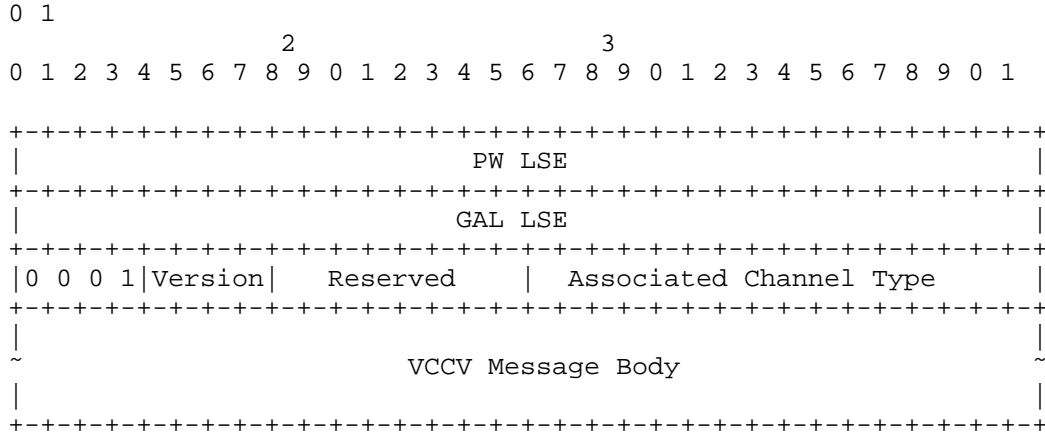 0 1
2 3
0 1 2 3 4 5 6 7 8 9 0 1 2 3 4 5 6 7 8 9 0 1 2 3 4 5 6 7 8 9 0 1
+-+-+-+-+-+-+-+-+-+-+-+-+-+-+-+-+-+-+-+-+-+-+-+-+-+-+-+-+-+-+-+-+
| PW LSE |
+-+-+-+-+-+-+-+-+-+-+-+-+-+-+-+-+-+-+-+-+-+-+-+-+-+-+-+-+-+-+-+-+
| GAL LSE |
+-+-+-+-+-+-+-+-+-+-+-+-+-+-+-+-+-+-+-+-+-+-+-+-+-+-+-+-+-+-+-+-+
|0 0 0 1|Version| Reserved | Associated Channel Type |
+-+-+-+-+-+-+-+-+-+-+-+-+-+-+-+-+-+-+-+-+-+-+-+-+-+-+-+-+-+-+-+-+
| |
~ VCCV Message Body ~
| |
+-+-+-+-+-+-+-+-+-+-+-+-+-+-+-+-+-+-+-+-+-+-+-+-+-+-+-+-+-+-+-+-+